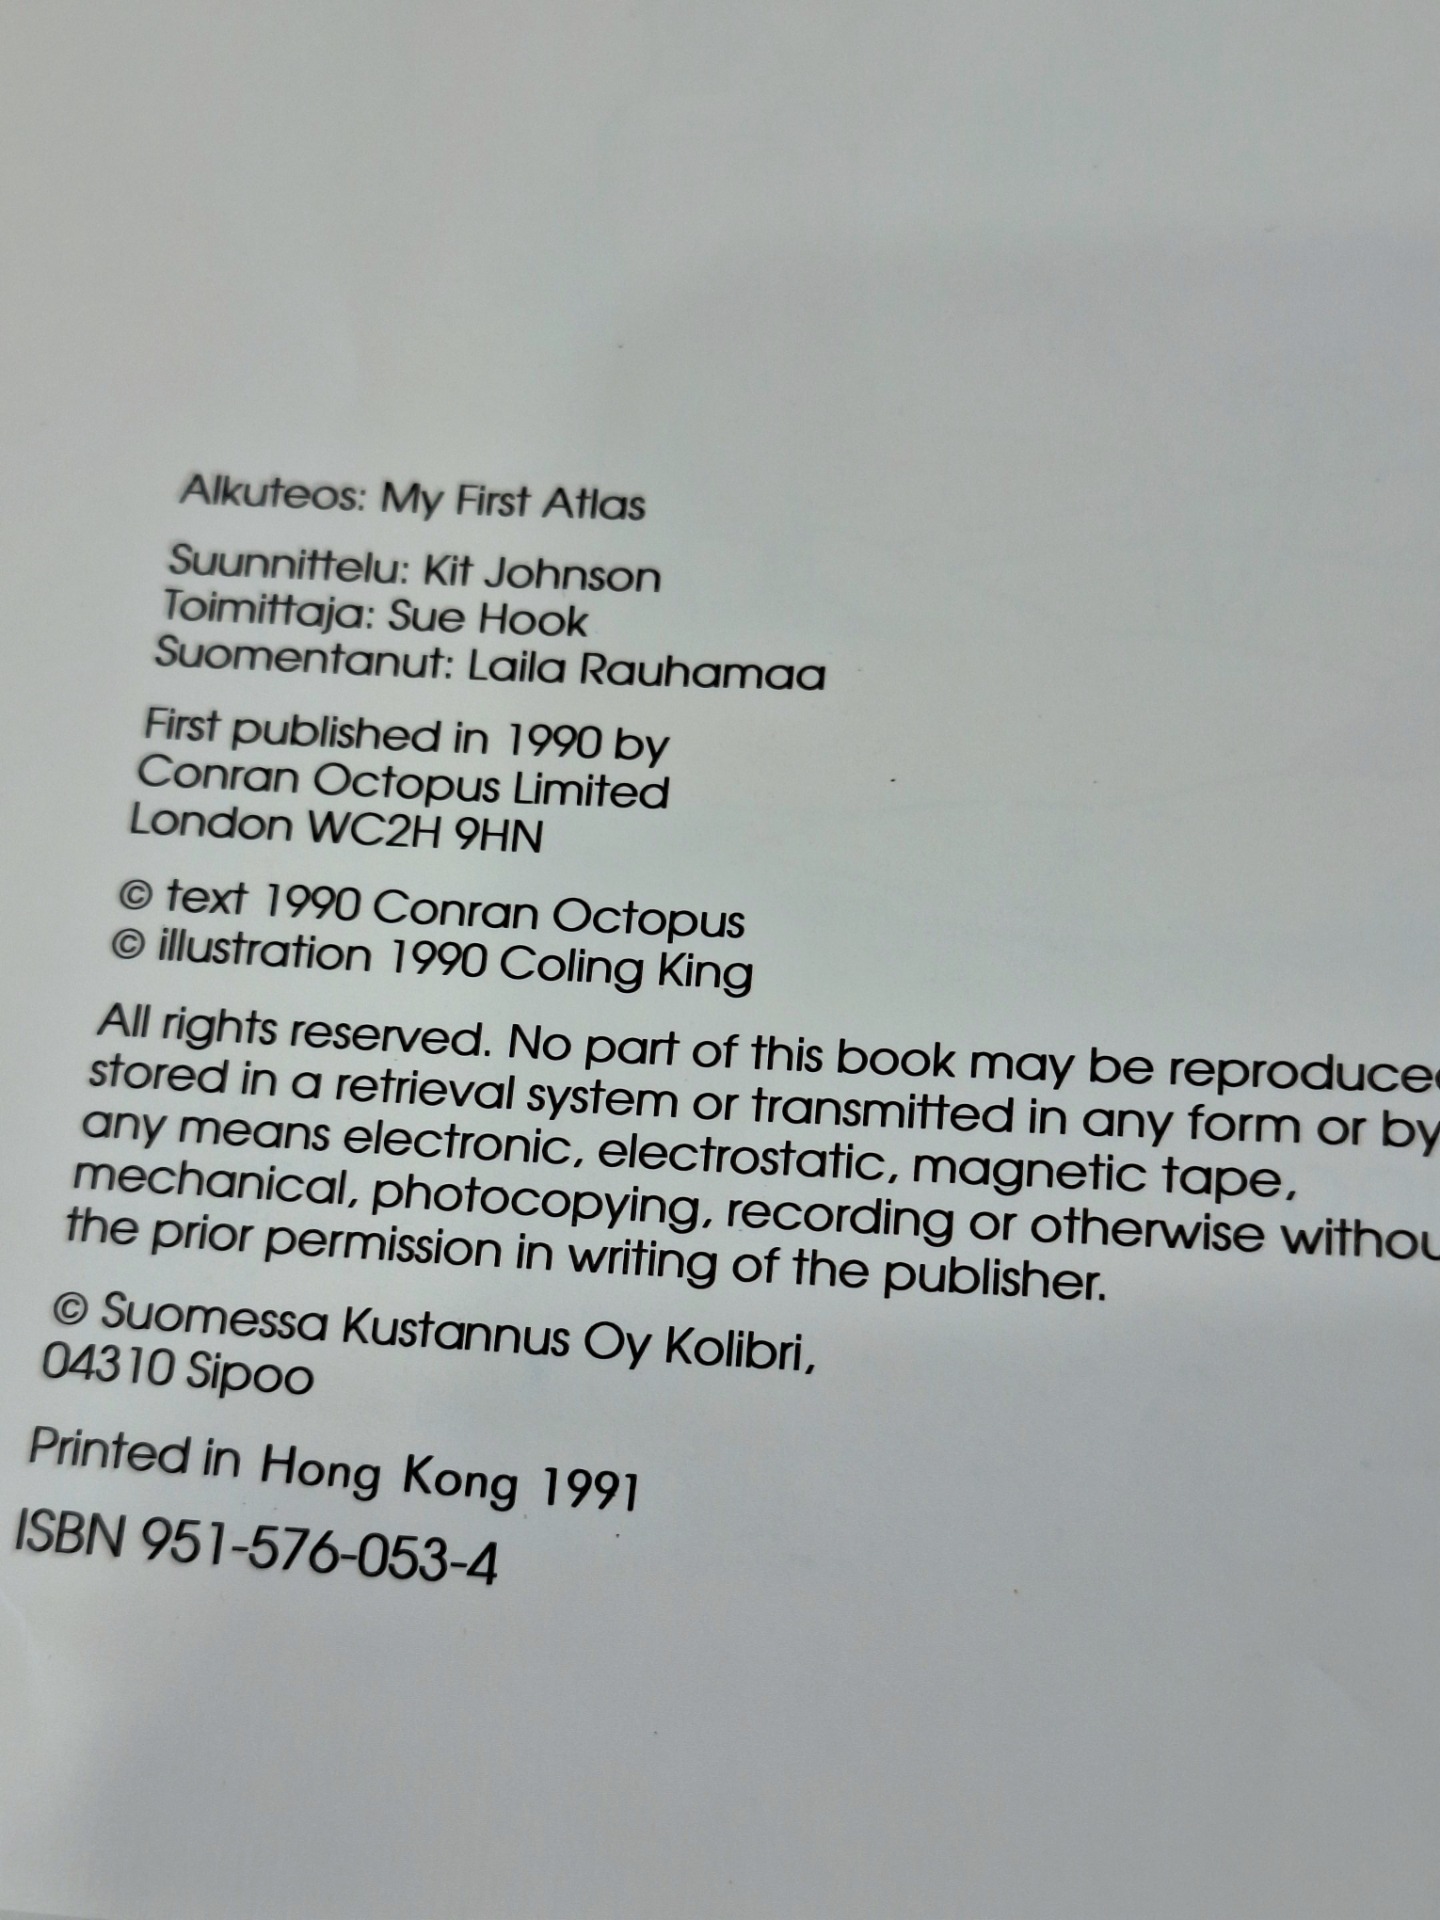 Alkuteos: My First Atlas
Suunnittelu: Kit Johnson
Toimittaja: Sue Hook
Suomentanut: Laila Rauhamaa
First published in 1990 by
Conran Octopus Limited
London WC2H 9HN
© text 1990 Conran Octopus
© illustration 1990 Coling King
All rights reserved. No part of this book may be reproduced
stored in a retrieval system or transmitted in any form or by
any means electronic, electrostatic, magnetic tape,
mechanical, photocopying, recording or otherwise withou
the prior permission in writing of the publisher.
© Suomessa Kustannus Oy Kolibri,
04310 Sipoo
Printed in Hong Kong 1991
ISBN 951-576-053-4